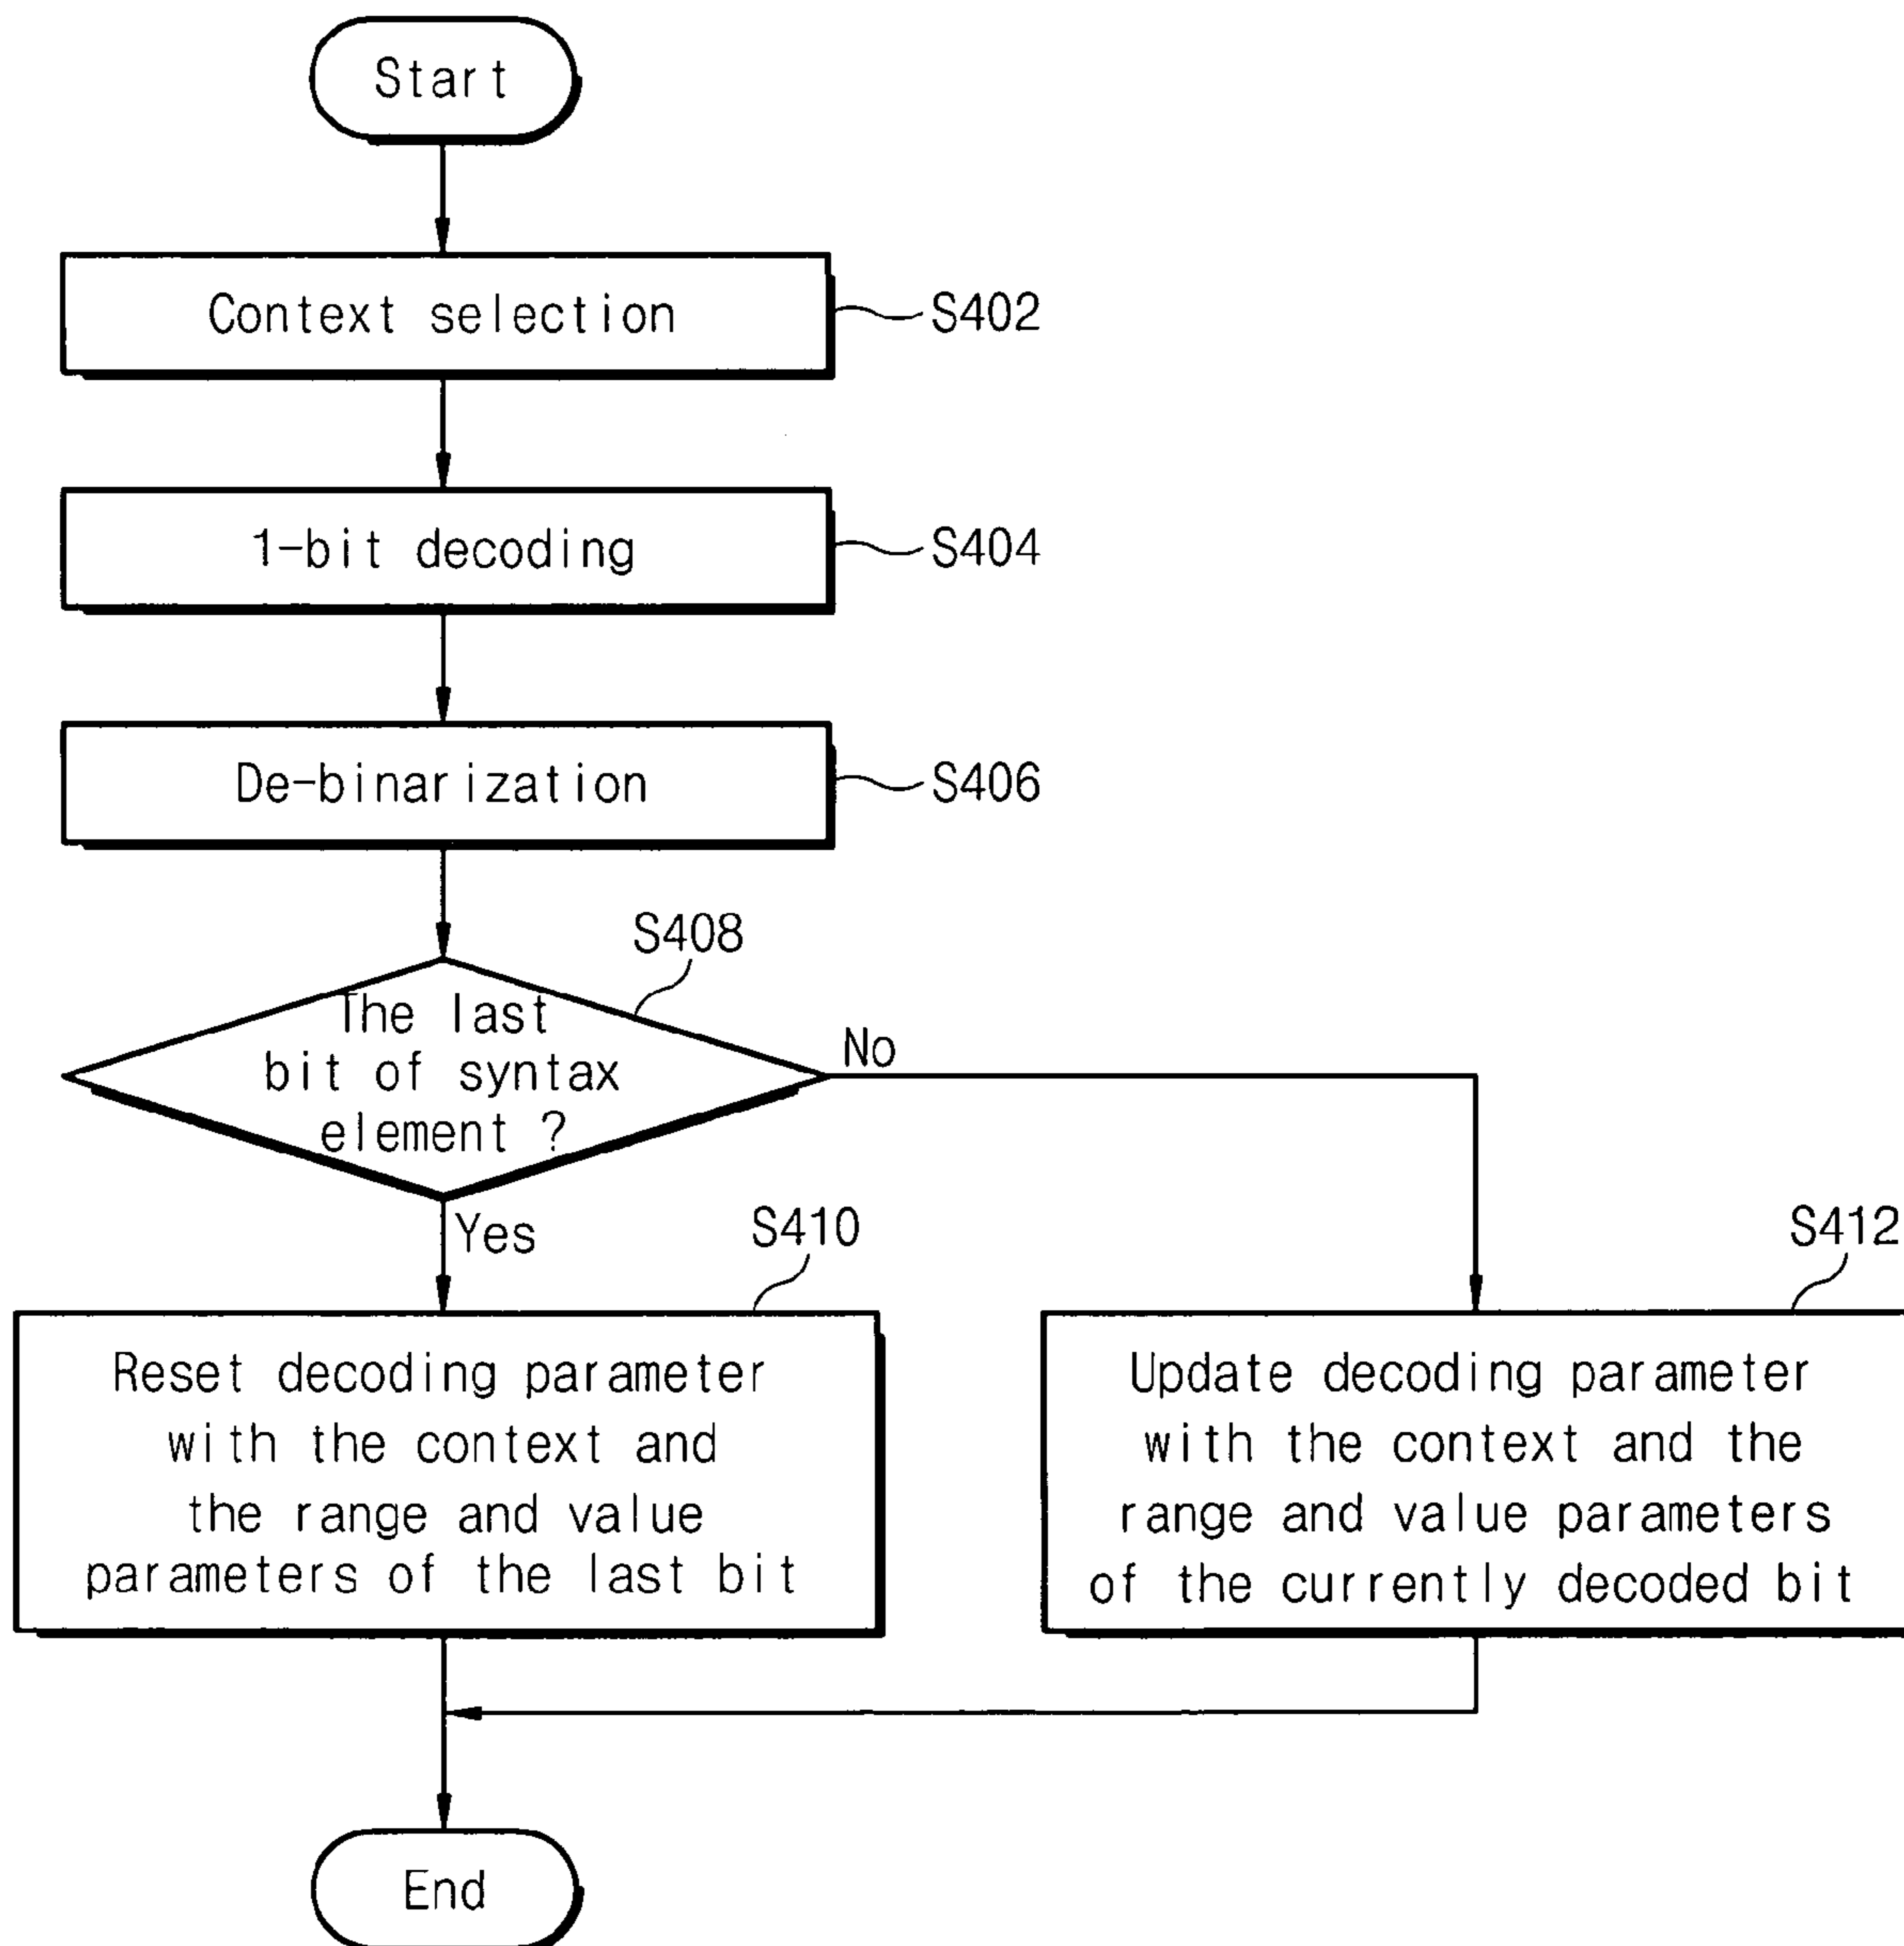 Start
Context selection
S402
1-bit decoding
S404
De-binarization
S406
S408
The last
bit of syntax
element ?
No
Yes
S410
Reset decoding parameter
with the context and
the range and value
parameters of the last bit
S412
Update decoding parameter
with the context and the
range and value parameters
of the currently decoded bit
End